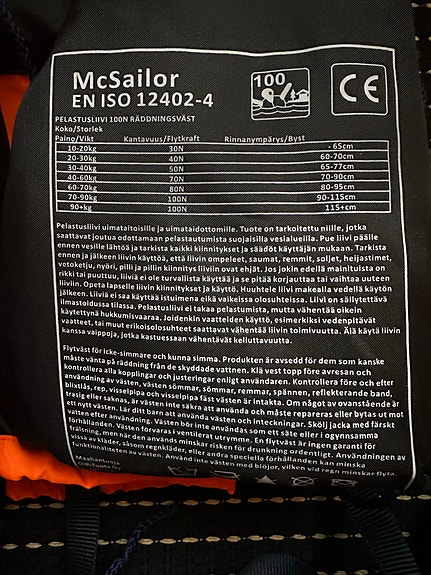 McSailor
EN ISO 12402-4
100
CE
PELASTUSLIIVI 100N RÄDDNINGSVÄST
Koko/Storlek
Paino/Vikt Kantavuus/Flytkraft Rinnanympärys/Byst
10-20kg 30N - 65cm
20-30kg 40N 60-70cm
30-40kg 50N 65-77cm
40-60kg 70N 70-90cm
60-70kg 80N 80-95cm
70-90kg 100N 90-115cm
90+kg 100N 115+cm
Pelastusliivi uimataitoisille ja uimataidottomille. Tuote on tarkoitettu niille, jotka
saattavat joutua odottamaan pelastautumista suojaisilla vesialueilla. Pue liivi päälle
ennen vesille lähtöä ja tarkista kaikki kiinnitykset ja säädöt käyttäjän mukaan. Tarkista
ennen ja jälkeen liivin käyttöä, että liivin ompeleet, saumat, remmit, soljet, heijastimet,
vetoketju, nyöri, pilli ja pillin kiinnitys liiviin ovat ehjät. Jos jokin edellä mainituista on
rikki tai puuttuu, liiviä ei ole turvallista käyttää ja se pitää korjauttaa tai vaihtaa uuteen
liiviin. Opeta lapselle liivin kiinnitykset ja käyttö. Huuhtele liivi makealla vedellä käytön
jälkeen. Liiviä ei saa käyttää istuimena eikä vaikeissa olosuhteissa. Liivi on säilytettävä
ilmastoidussa tilassa. Pelastusliivi ei takaa pelastumista, mutta vähentää oikein
käytettynä hukkumisvaaraa. Joidenkin vaatteiden käyttö, esimerkiksi vedenpitävät
vaatteet, tai muut erikoisolosuhteet saattavat vähentää liivin toimivuutta. Älä käytä liivin
kanssa vaippoja, jotka kastuessaan vähentävät kelluttavuutta.
Flytväst för icke-simmare och kunna simma. Produkten är avsedd för dem som kanske
måste vänta på räddning från de skyddade vattnen. Klä vest topp före avresan och
kontrollera alla kopplingar och justeringar enligt användaren. Kontrollera före och efter
användning av västen, västen sömmar, sömmar, remmar, spännen, reflekterande band,
blixtlås, rep, visselpipa och visselpipa fäst västen är intakta. Om något av ovanstående är
trasig eller saknas, är västen inte säkra att använda och måste repareras eller bytas ut mot
ett nytt västen. Lär ditt barn att använda västen och inteckningar. Skölj jacka med färskt
vatten efter användning. Västen bör inte användas som ett säte eller i ogynnsamma
förhållanden. Västen förvaras i ventilerat utrymme. En flytväst är ingen garanti för
frälsning, men när den används minskar risken för drunkning ordentligt. Användningen av
vissa av kläder, såsom regnkläder, eller andra speciella förhållanden kan minska
funktionaliteten av västen. Använd inte västen med blöjor, vilken vid regn minskar flyta.
Maahantuoja